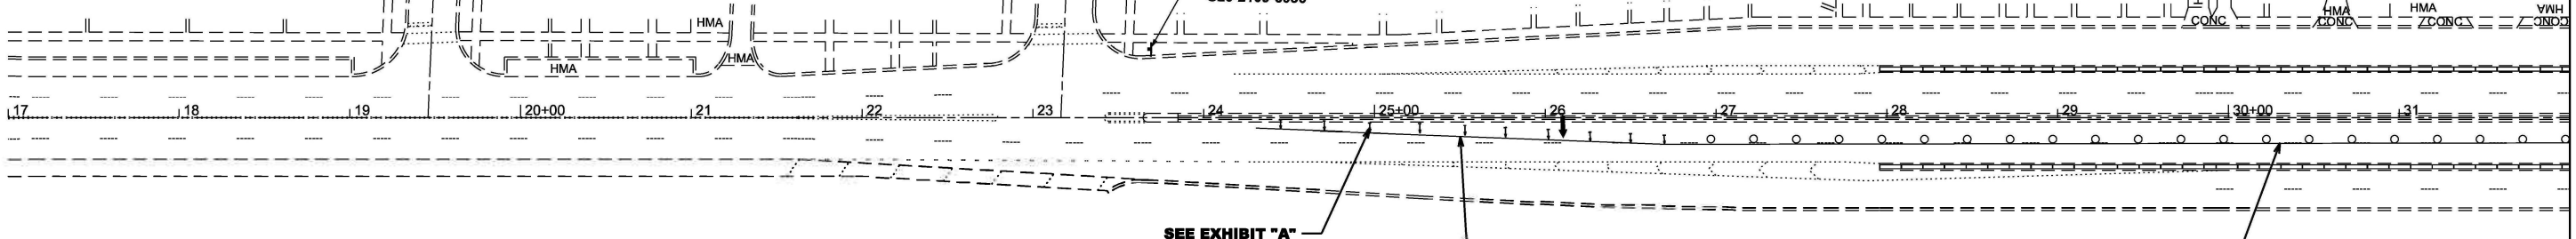 HMA
HMA
HMA
CONC
HMA
CONC
HMA
CONC
HMA
CONC
17
18
19
20+00
21
22
23
24
25+00
26
27
28
29
30+00
31
SEE EXHIBIT "A"